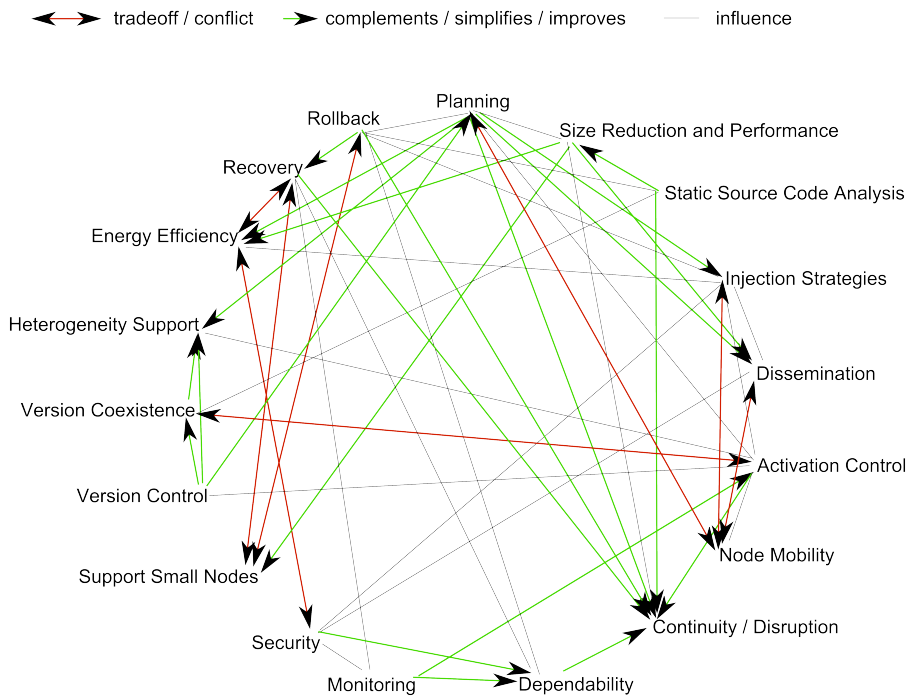 tradeoff / conflict
complements / simplifies / improves
influence
Planning
Rollback
Size Reduction and Performance
Recovery
Static Source Code Analysis
Energy Efficiency
Injection Strategies
Heterogeneity Support
Dissemination
Version Coexistence
Activation Control
Version Control
Node Mobility
Support Small Nodes
Continuity / Disruption
Security
Monitoring
Dependability